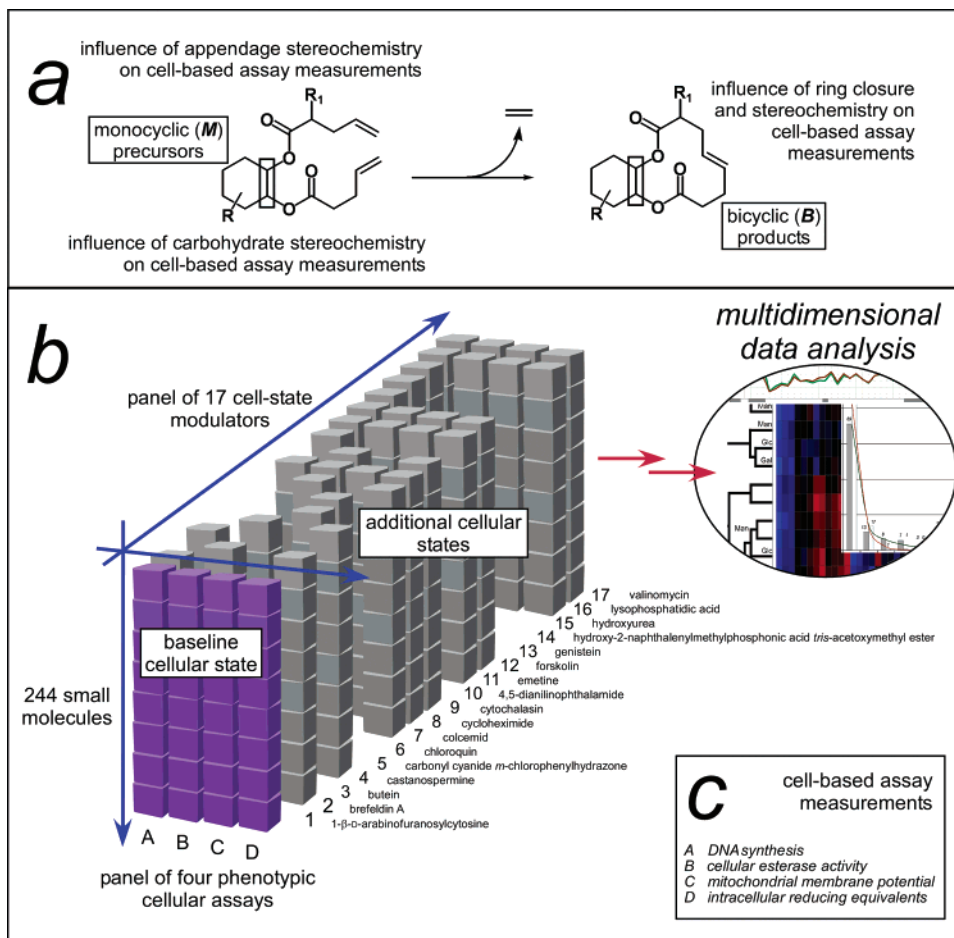 a
influence of appendage stereochemistry
on cell-based assay measurements
monocyclic (M)
precursors
R1
O
O
O
O
R
influence of carbohydrate stereochemistry
on cell-based assay measurements
R1
O
O
O
O
R
influence of ring closure
and stereochemistry on
cell-based assay
measurements
bicyclic (B)
products
b
panel of 17 cell-state
modulators
additional cellular
states
baseline
cellular state
244 small
molecules
A B C D
panel of four phenotypic
cellular assays
17 valinomycin
16 lysophosphatidic acid
15 hydroxyurea
14 hydroxy-2-naphthalenylmethylphosphonic acid tris-acetoxymethyl ester
13 genistein
12 forskolin
11 emetine
10 4,5-dianilinophthalamide
9 cytochalasin
8 cycloheximide
7 colcemid
6 chloroquin
5 carbonyl cyanide m-chlorophenylhydrazone
4 castanospermine
3 butein
2 brefeldin A
1 1-β-D-arabinofuranosylcytosine
multidimensional
data analysis
Man
Glc
Gal
Man
Glc
c
cell-based assay
measurements
A DNA synthesis
B cellular esterase activity
C mitochondrial membrane potential
D intracellular reducing equivalents